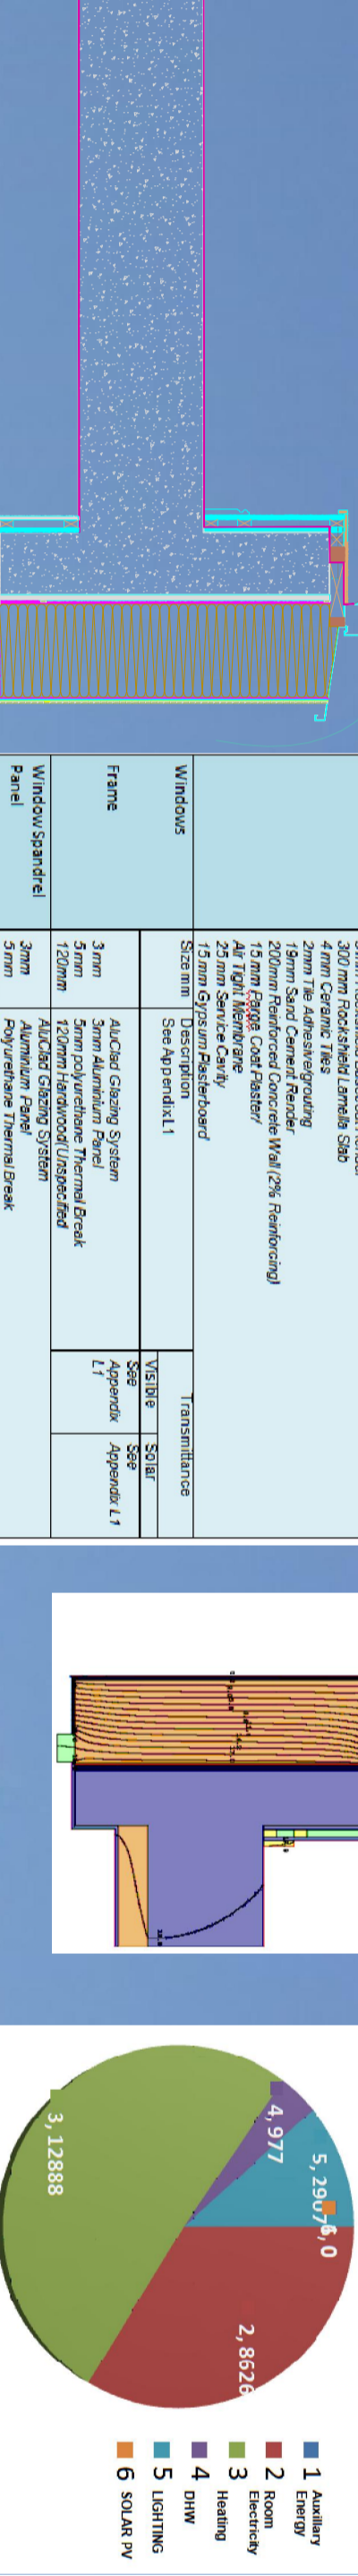 300 mm Rockshield Lamella Slab
4 mm Ceramic Tiles
2mm Tile Adhesive/grouting
19mm Sand Cement Render
200mm Reinforced Concrete Wall (2% Reinforcing)
15 mm Parge Coat Plaster/
Air Tight Membrane
25 mm Service Cavity
15 mm Gypsum Plasterboard
Windows
Size mm Description
See Appendix L1
Transmittance
Visible Solar
Frame
AluClad Glazing System
3 mm 3mm Aluminium Panel
5 mm 5mm polyurethane Thermal Break
120mm 120mm Hardwood(Unspecified
See Appendix L1
See Appendix L1
Window Spandrel Panel
AluClad Glazing System
3mm Aluminium Panel
5 mm Polyurethane Thermal Break
6, 0
4, 977
2, 8626
3, 12888
1 Auxillary Energy
2 Room Electricity
3 Heating
4 DHW
5 LIGHTING
6 SOLAR PV